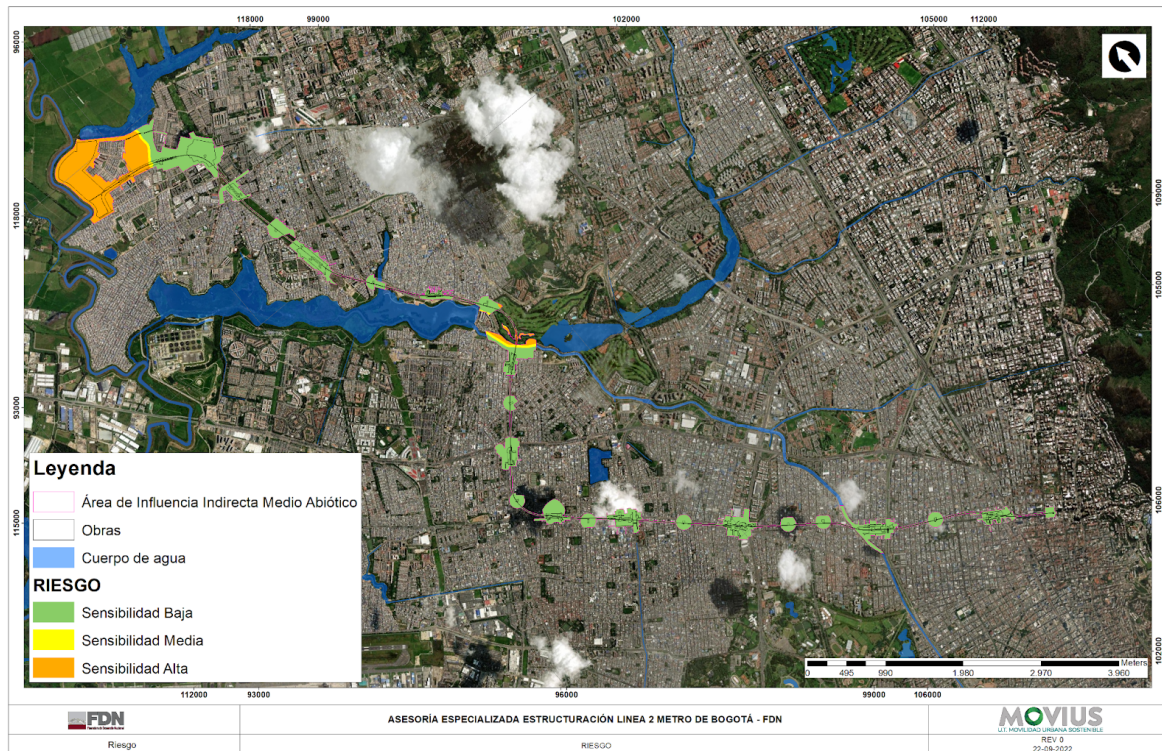 118000 99000 102000 105000 112000
96000
118000
93000
115000
109000
105000
106000
102000
Leyenda
Área de Influencia Indirecta Medio Abiótico
Obras
Cuerpo de agua
RIESGO
Sensibilidad Baja
Sensibilidad Media
Sensibilidad Alta
Meters
0 495 990 1.980 2.970 3.960
112000 93000 96000 99000 106000
FDN
ASESORÍA ESPECIALIZADA ESTRUCTURACIÓN LINEA 2 METRO DE BOGOTÁ - FDN
MOVIUS
U.T. MOVILIDAD URBANA SOSTENIBLE
Riesgo
RIESGO
REV 0
22-09-2022